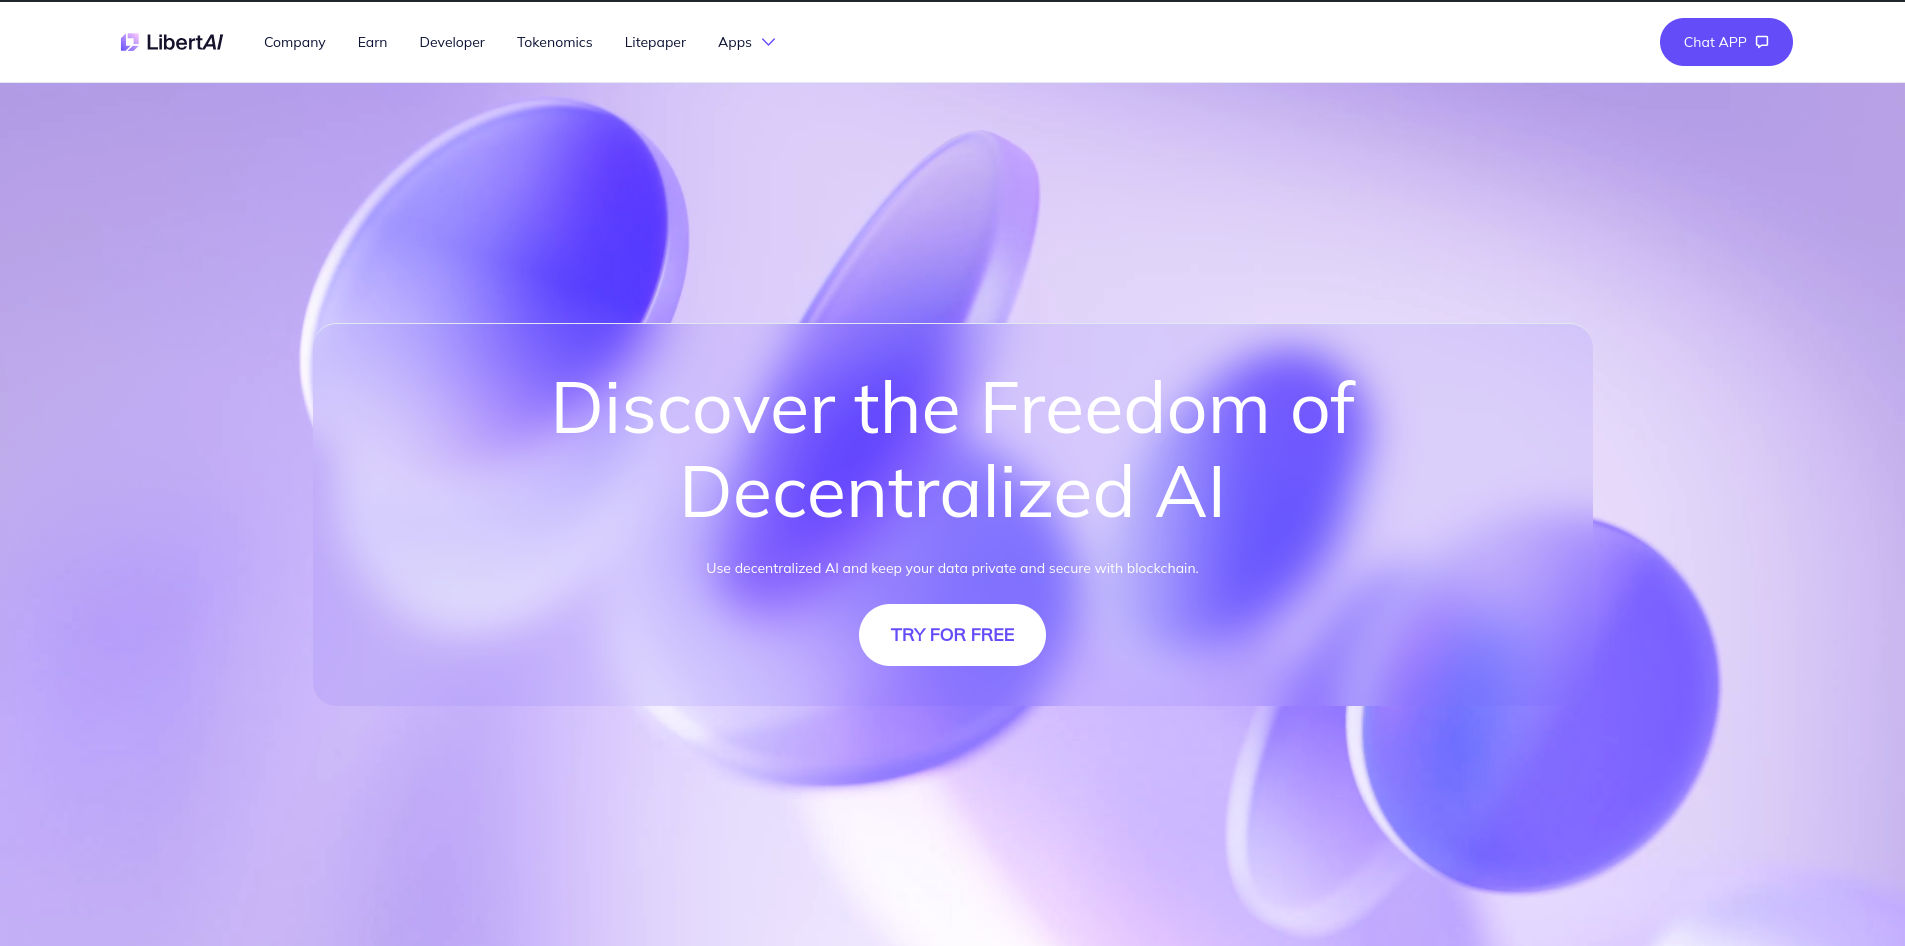 LibertAI
Company
Earn
Developer
Tokenomics
Litepaper
Apps
Chat APP
Discover the Freedom of
Decentralized AI
Use decentralized AI and keep your data private and secure with blockchain.
TRY FOR FREE